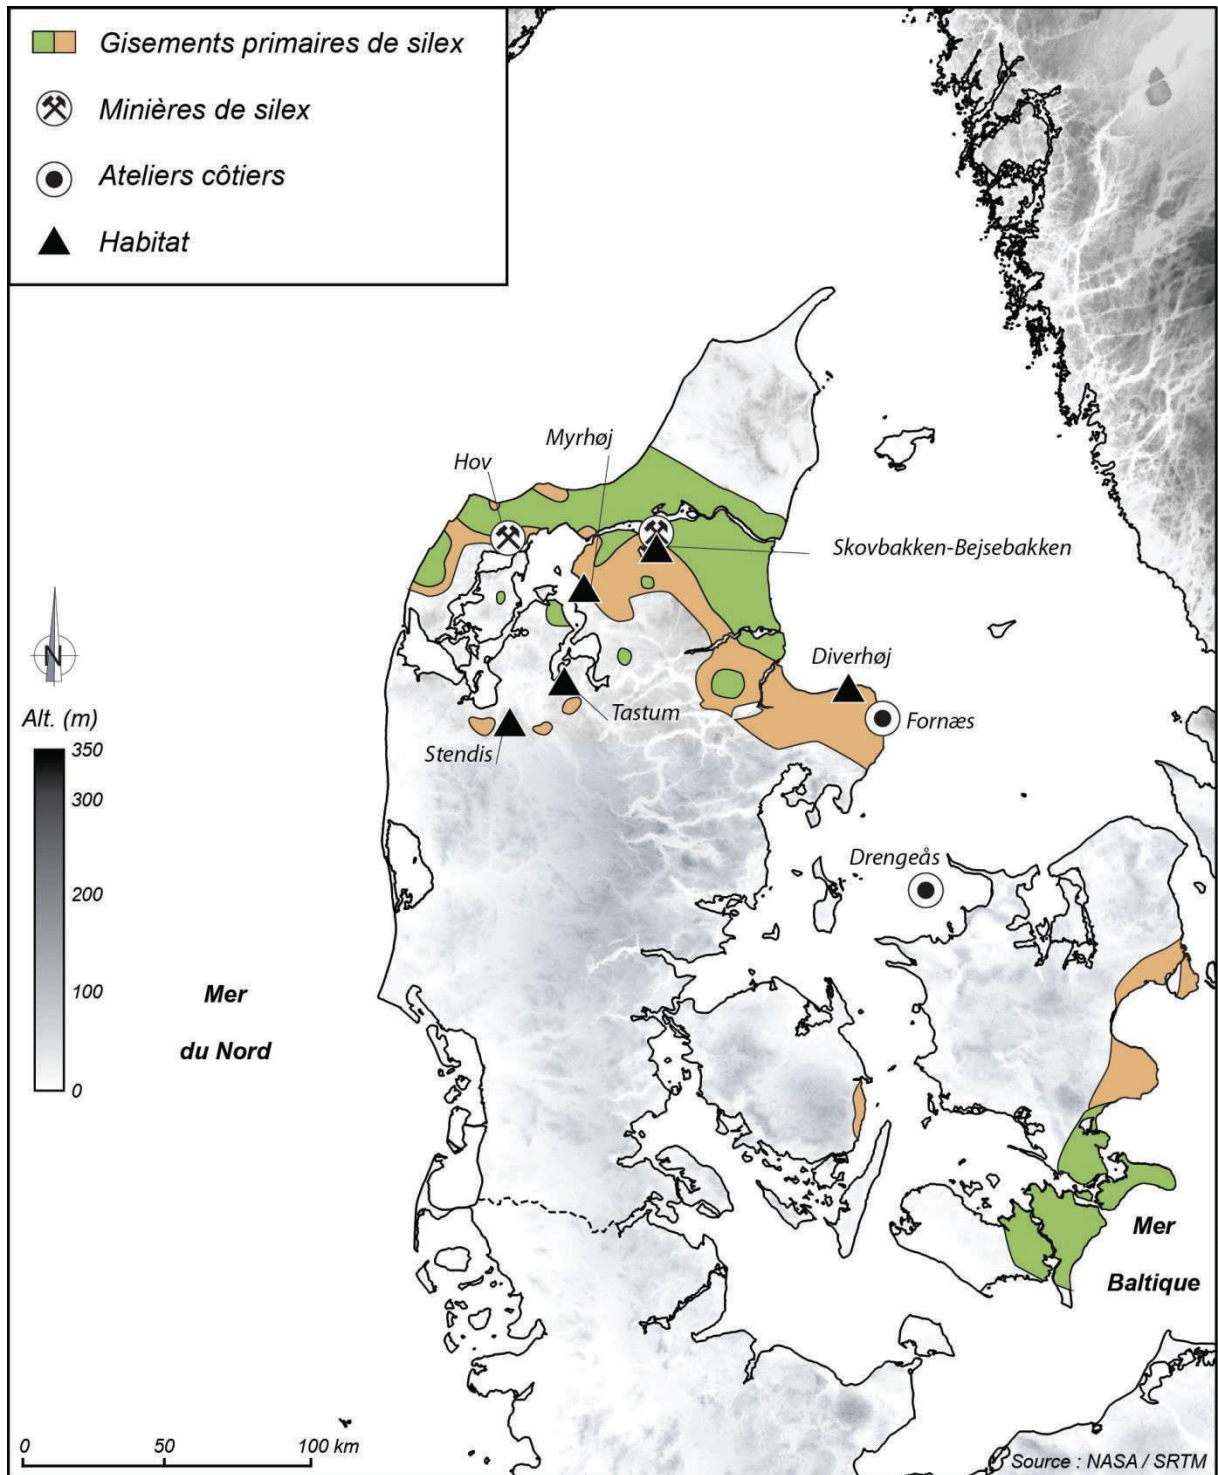 Gisements primaires de silex
Minières de silex
Ateliers côtiers
Habitat
Myrhøj
Hov
Skovbakken-Bejsebakken
N
Diverhøj
Alt. (m)
Tastum
Fornæs
Stendis
350
300
200
100
0
Drengeås
Mer
du Nord
Mer
Baltique
0 50 100 km
Source : NASA / SRTM